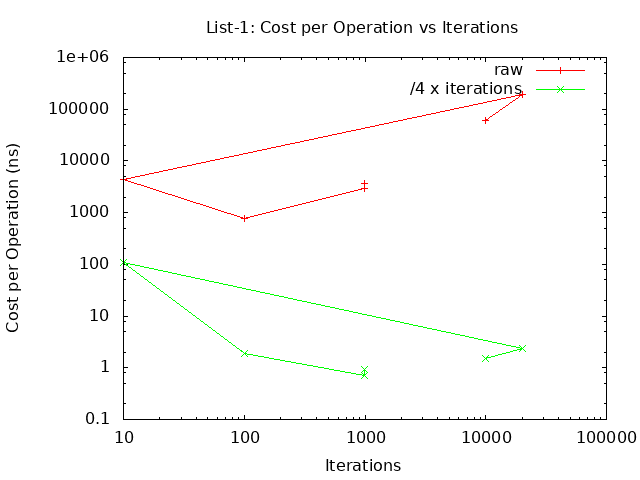 List-1: Cost per Operation vs Iterations
1e+06
100000
10000
1000
100
10
1
0.1
Cost per Operation (ns)
raw
/4 x iterations
10 100 1000 10000 100000
Iterations